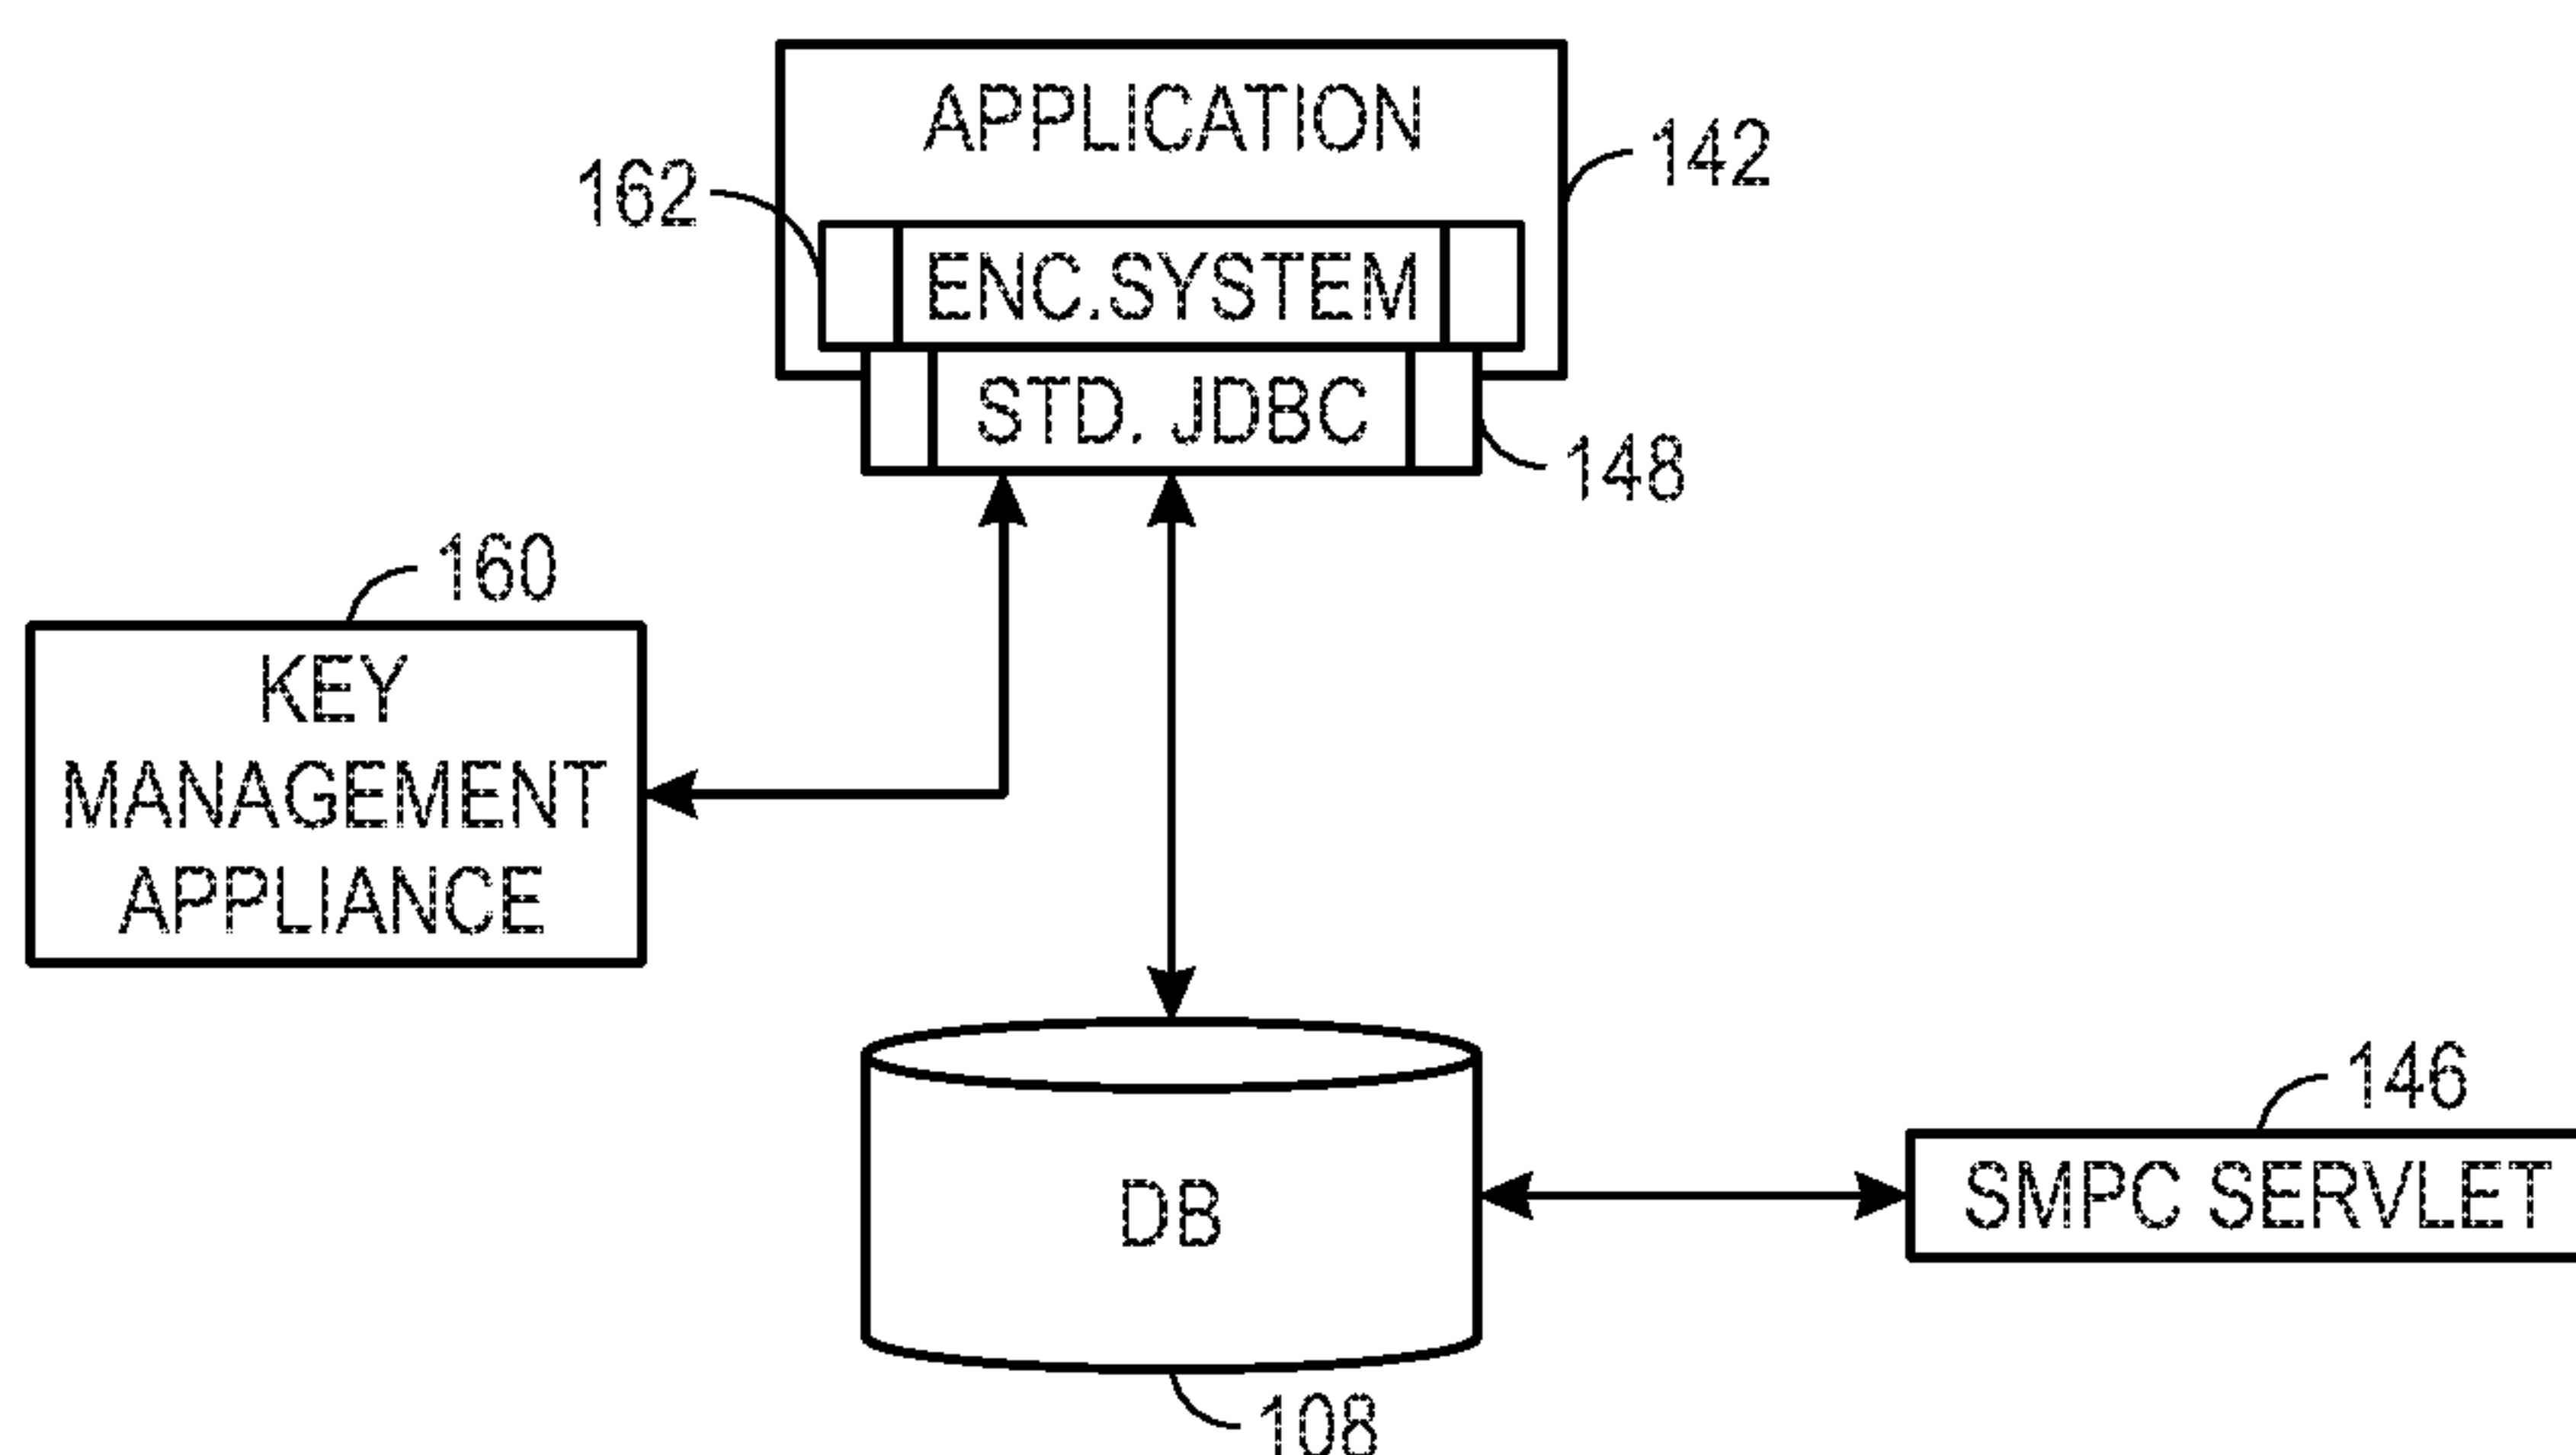 APPLICATION
142
162
ENC.SYSTEM
STD. JDBC
148
160
KEY
MANAGEMENT
APPLIANCE
146
DB
SMPC SERVLET
108